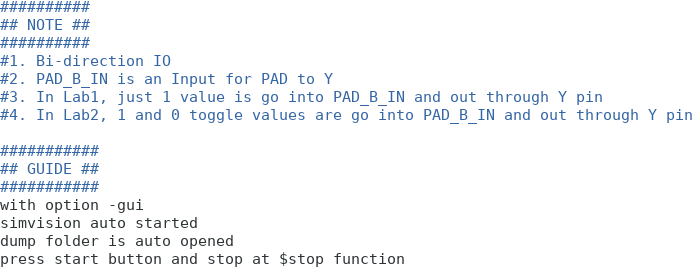 ##########
## NOTE ##
##########
#1. Bi-direction IO
#2. PAD_B_IN is an Input for PAD to Y
#3. In Lab1, just 1 value is go into PAD_B_IN and out through Y pin
#4. In Lab2, 1 and 0 toggle values are go into PAD_B_IN and out through Y pin

###########
## GUIDE ##
###########
with option -gui
simvision auto started
dump folder is auto opened
press start button and stop at $stop function